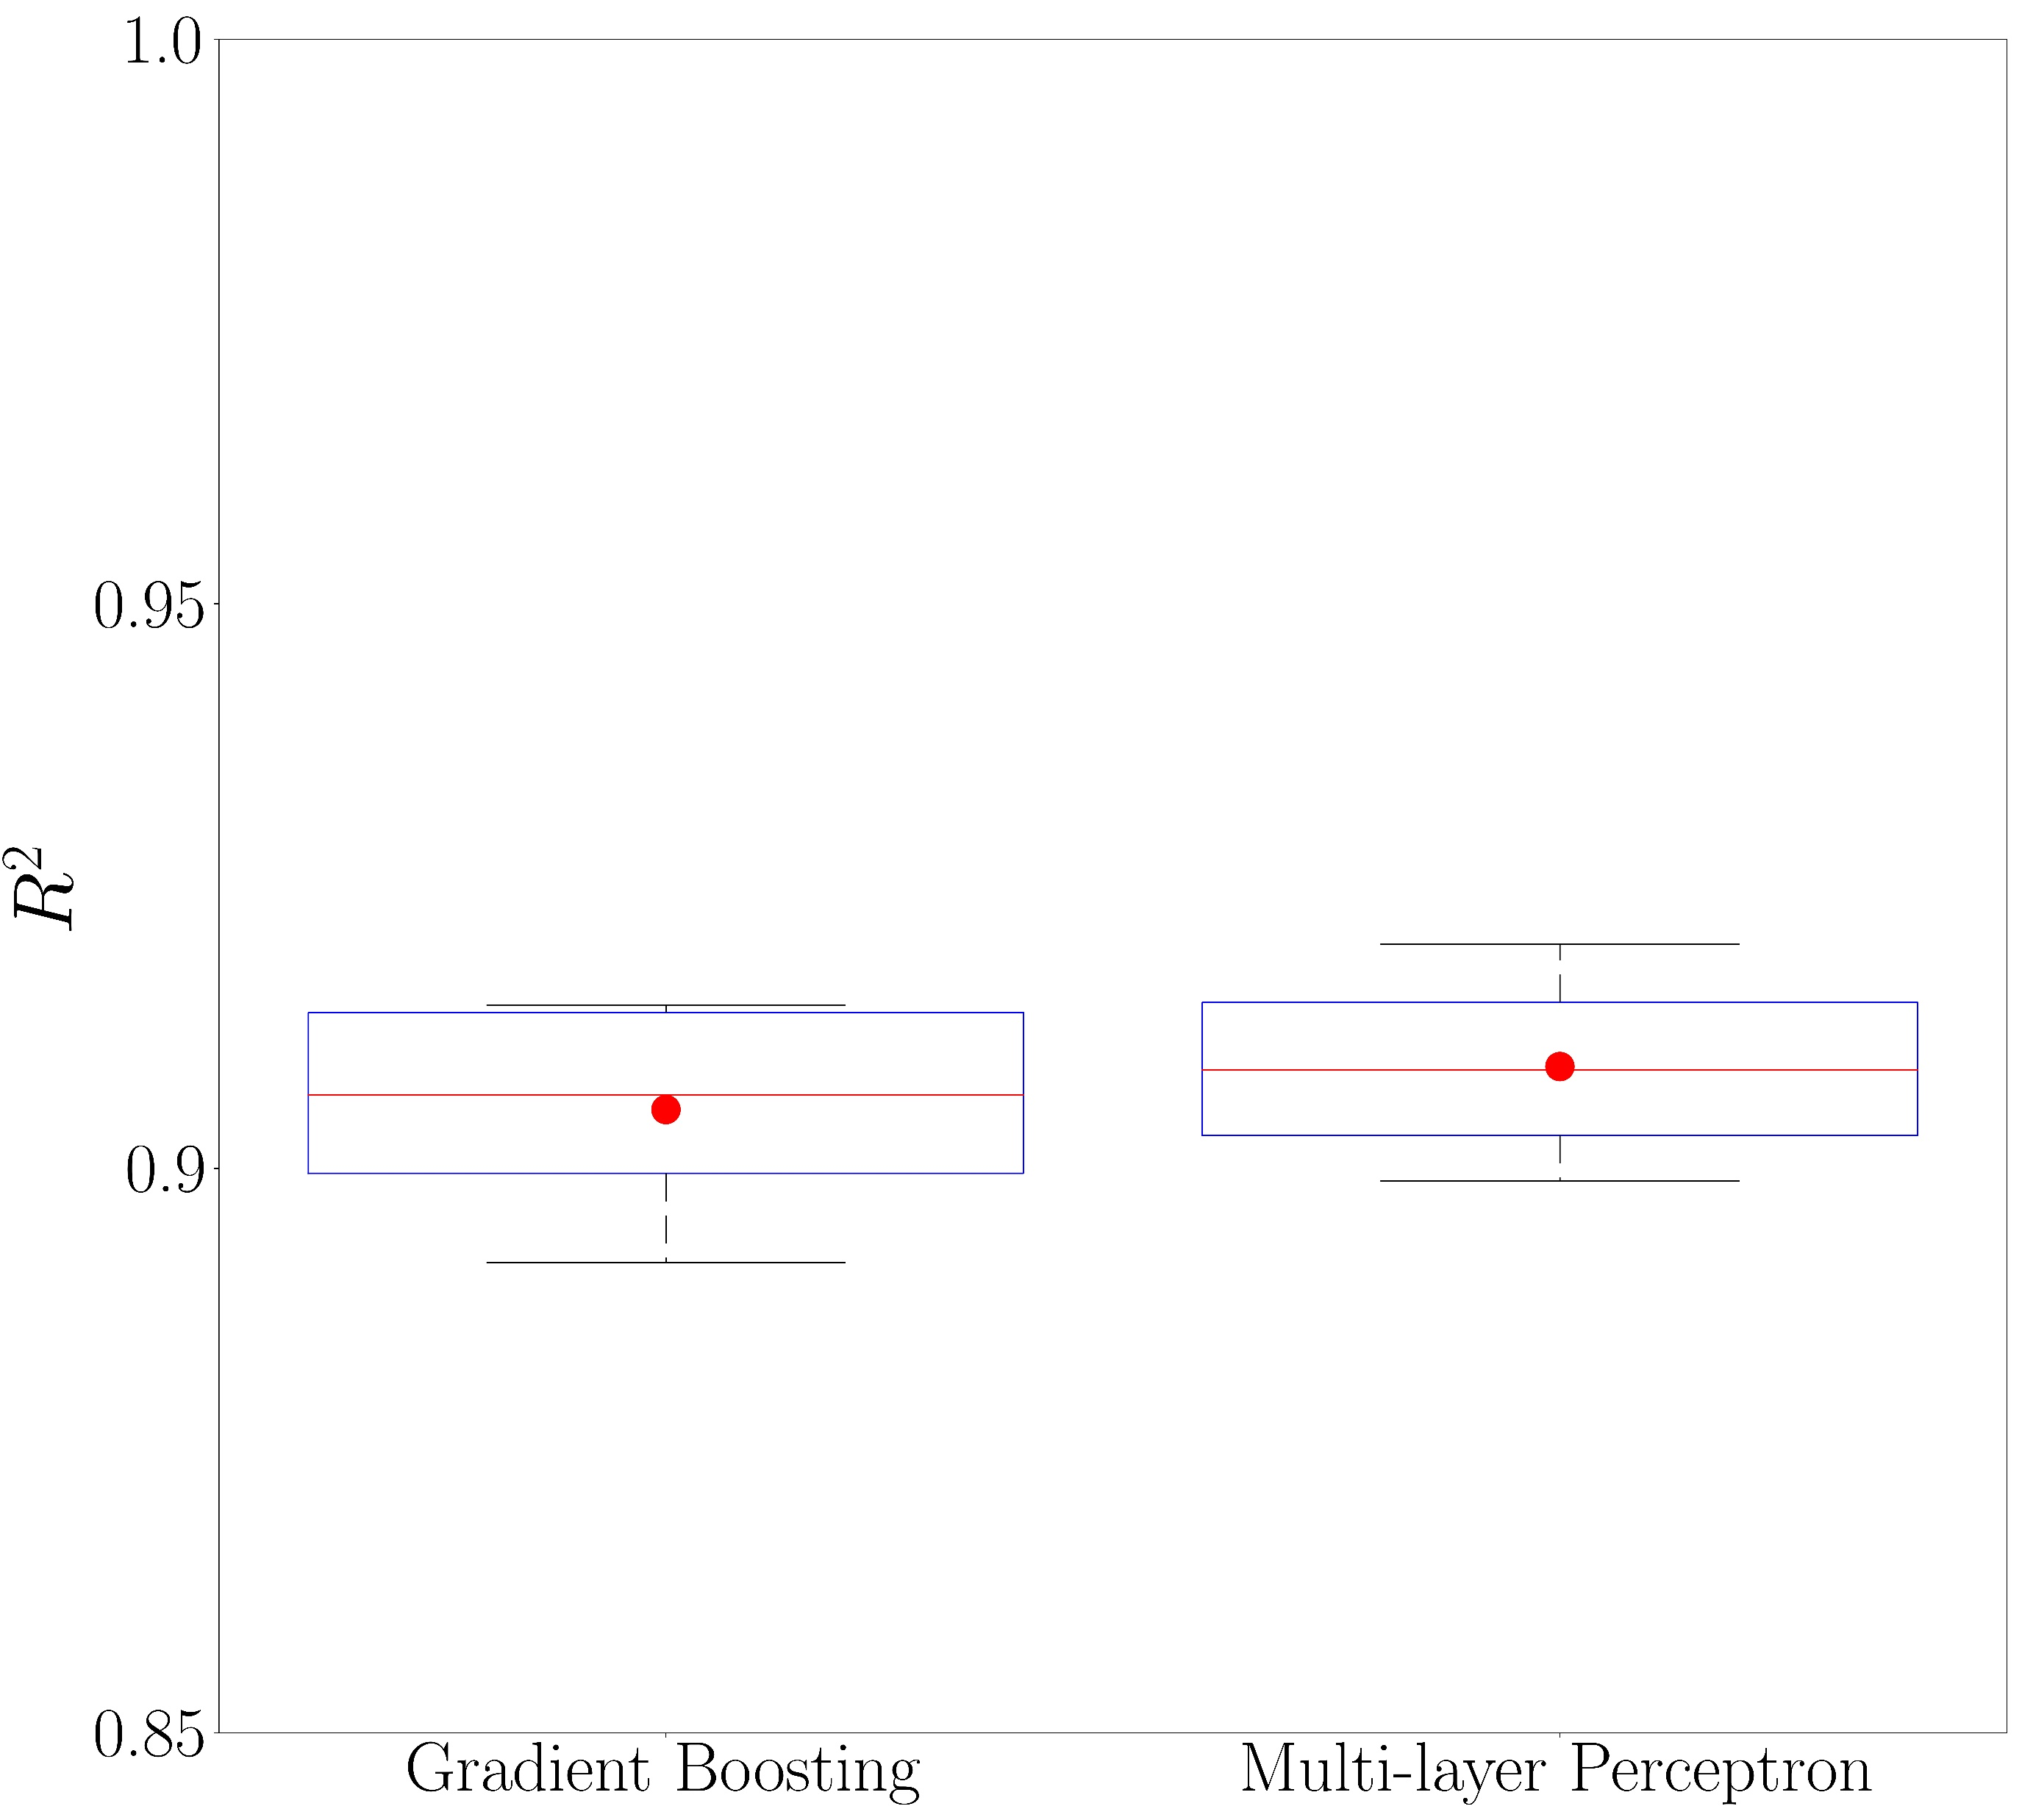 1.0
0.95
R²
0.9
0.85
Gradient Boosting
Multi-layer Perceptron